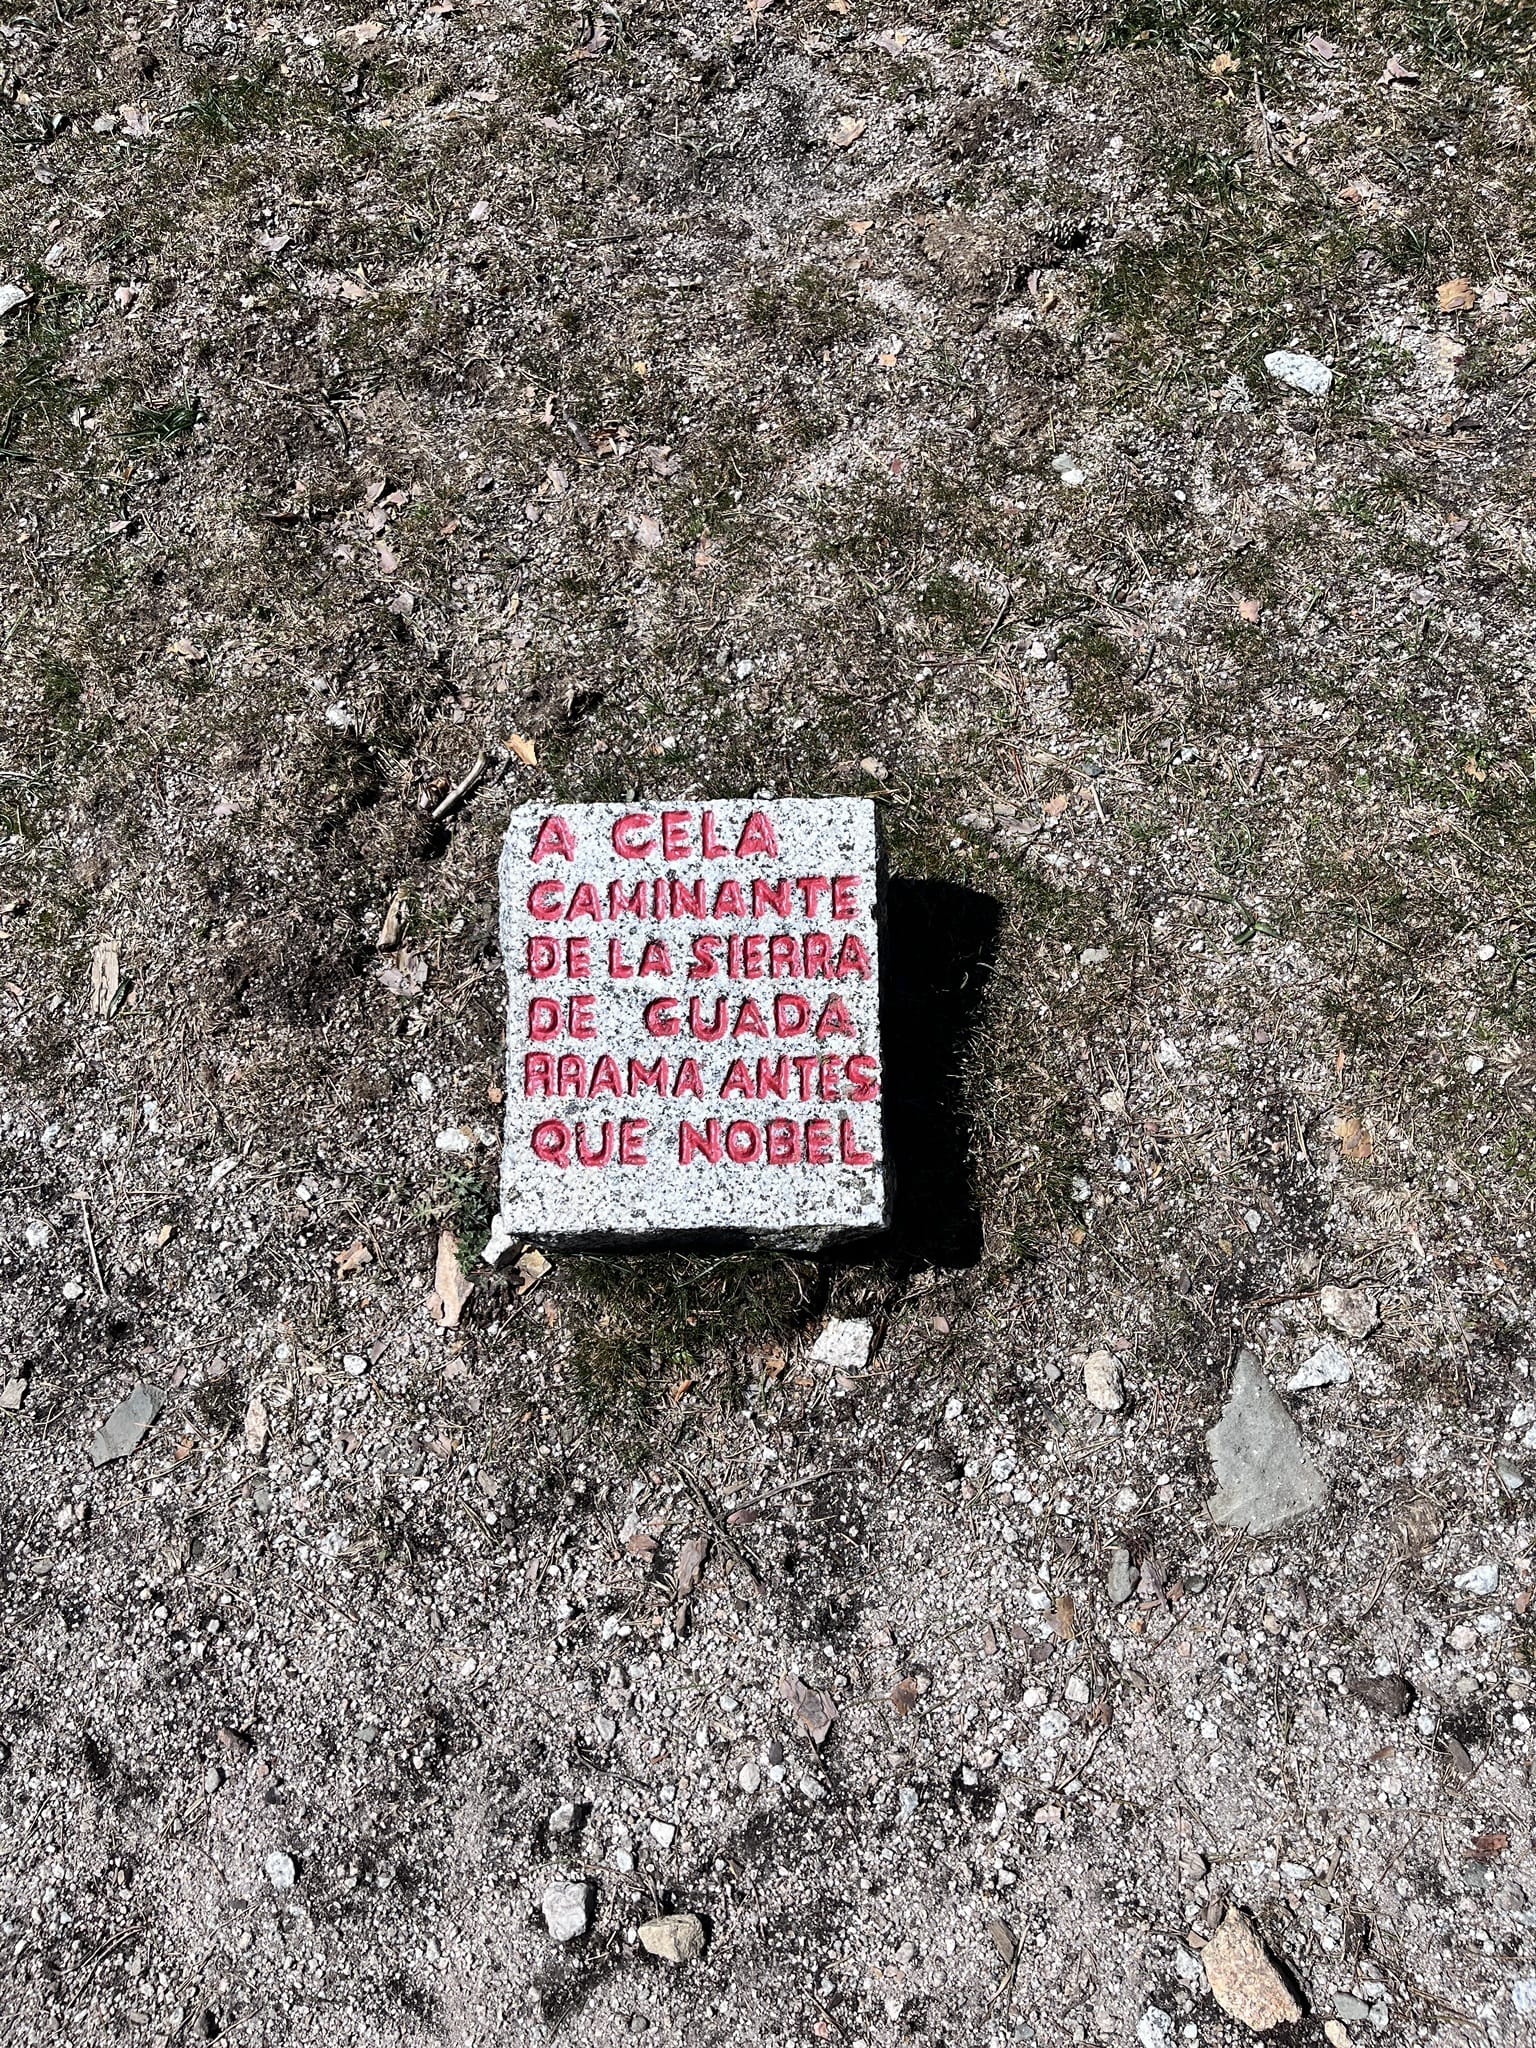 A CELA
CAMINANTE
DE LA SIERRA
DE GUADA
RRAMA ANTES
QUE NOBEL